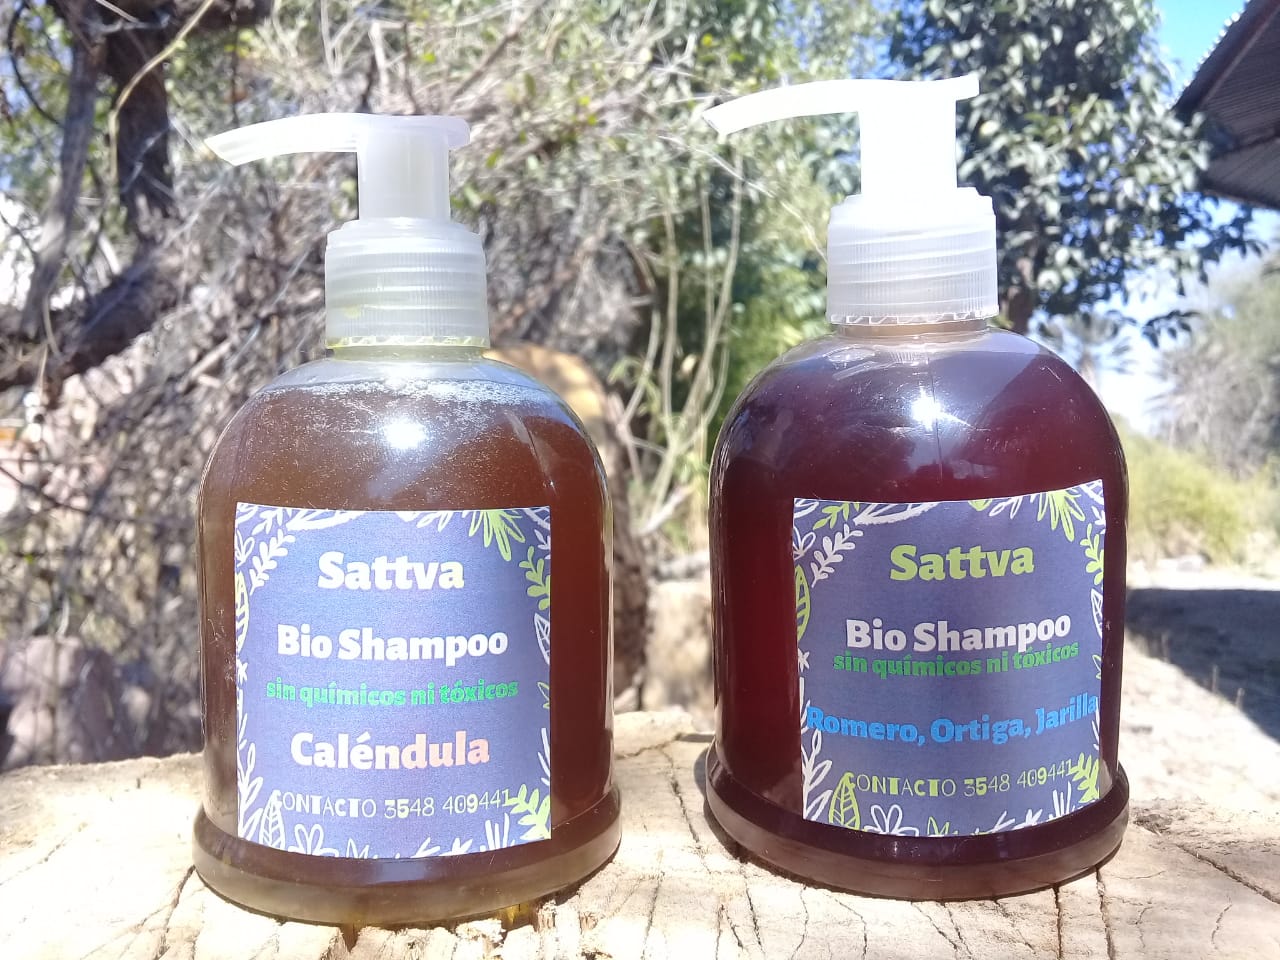 Sattva
Bio Shampoo
sin químicos ni tóxicos
Caléndula
CONTACTO 3548 409441
Sattva
Bio Shampoo
sin químicos ni tóxicos
Romero, Ortiga, Jarilla
CONTACTO 3548 409441